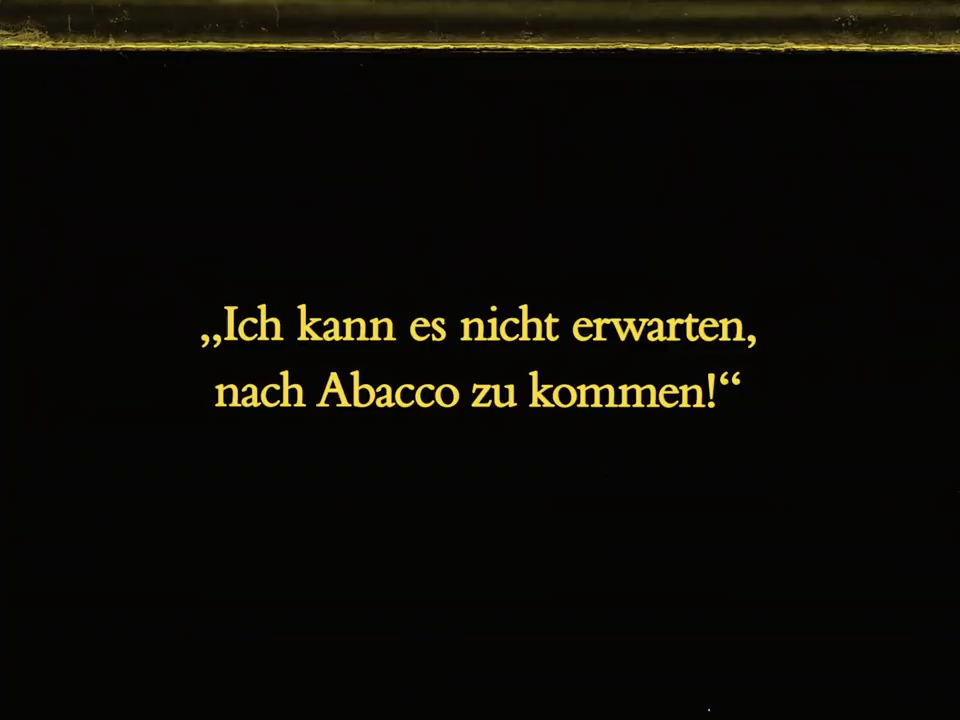 „Ich kann es nicht erwarten,
nach Abacco zu kommen!“